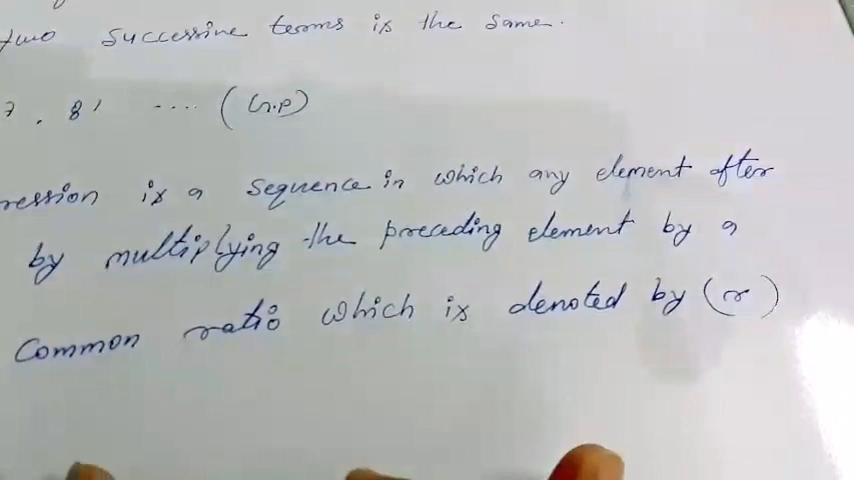 two successive terms is the same.
7, 81 .... (G.P)
ression is a sequence in which any element after
by multiplying the preceding element by a
Common ratio which is denoted by (r)